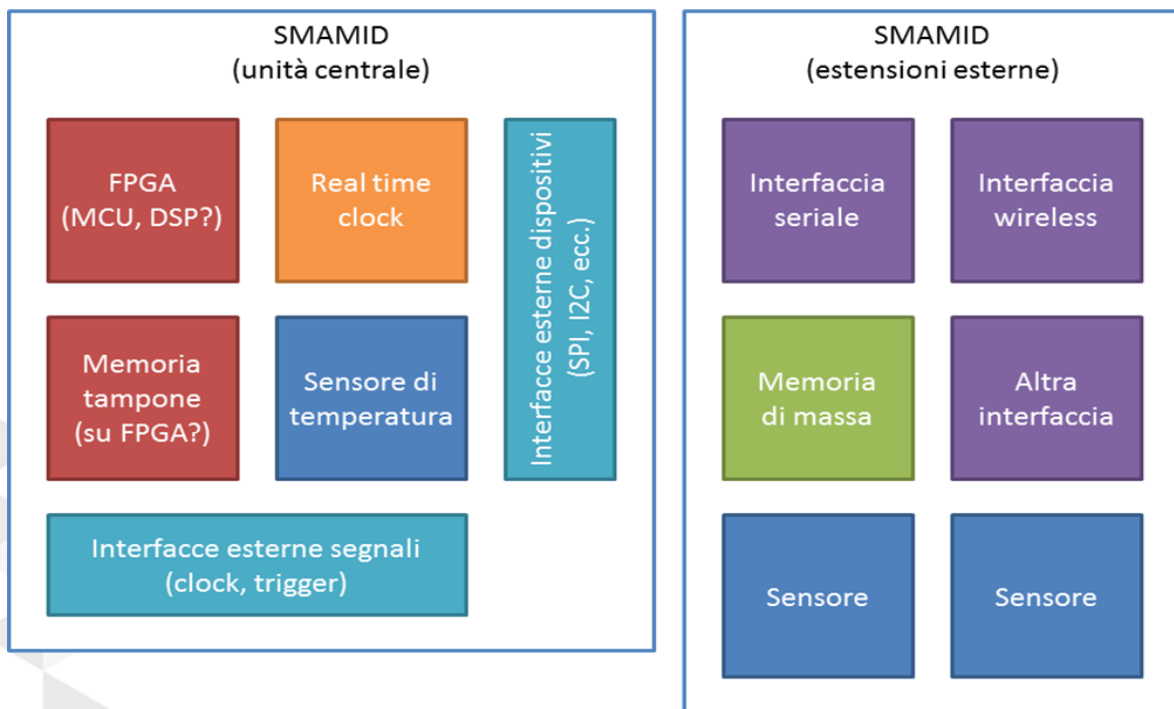 SMAMID
(unità centrale)
FPGA
(MCU, DSP?)
Real time
clock
Interfacce esterne dispositivi
(SPI, I2C, ecc.)
Memoria
tampone
(su FPGA?)
Sensore di
temperatura
Interfacce esterne segnali
(clock, trigger)
SMAMID
(estensioni esterne)
Interfaccia
seriale
Interfaccia
wireless
Memoria
di massa
Altra
interfaccia
Sensore
Sensore